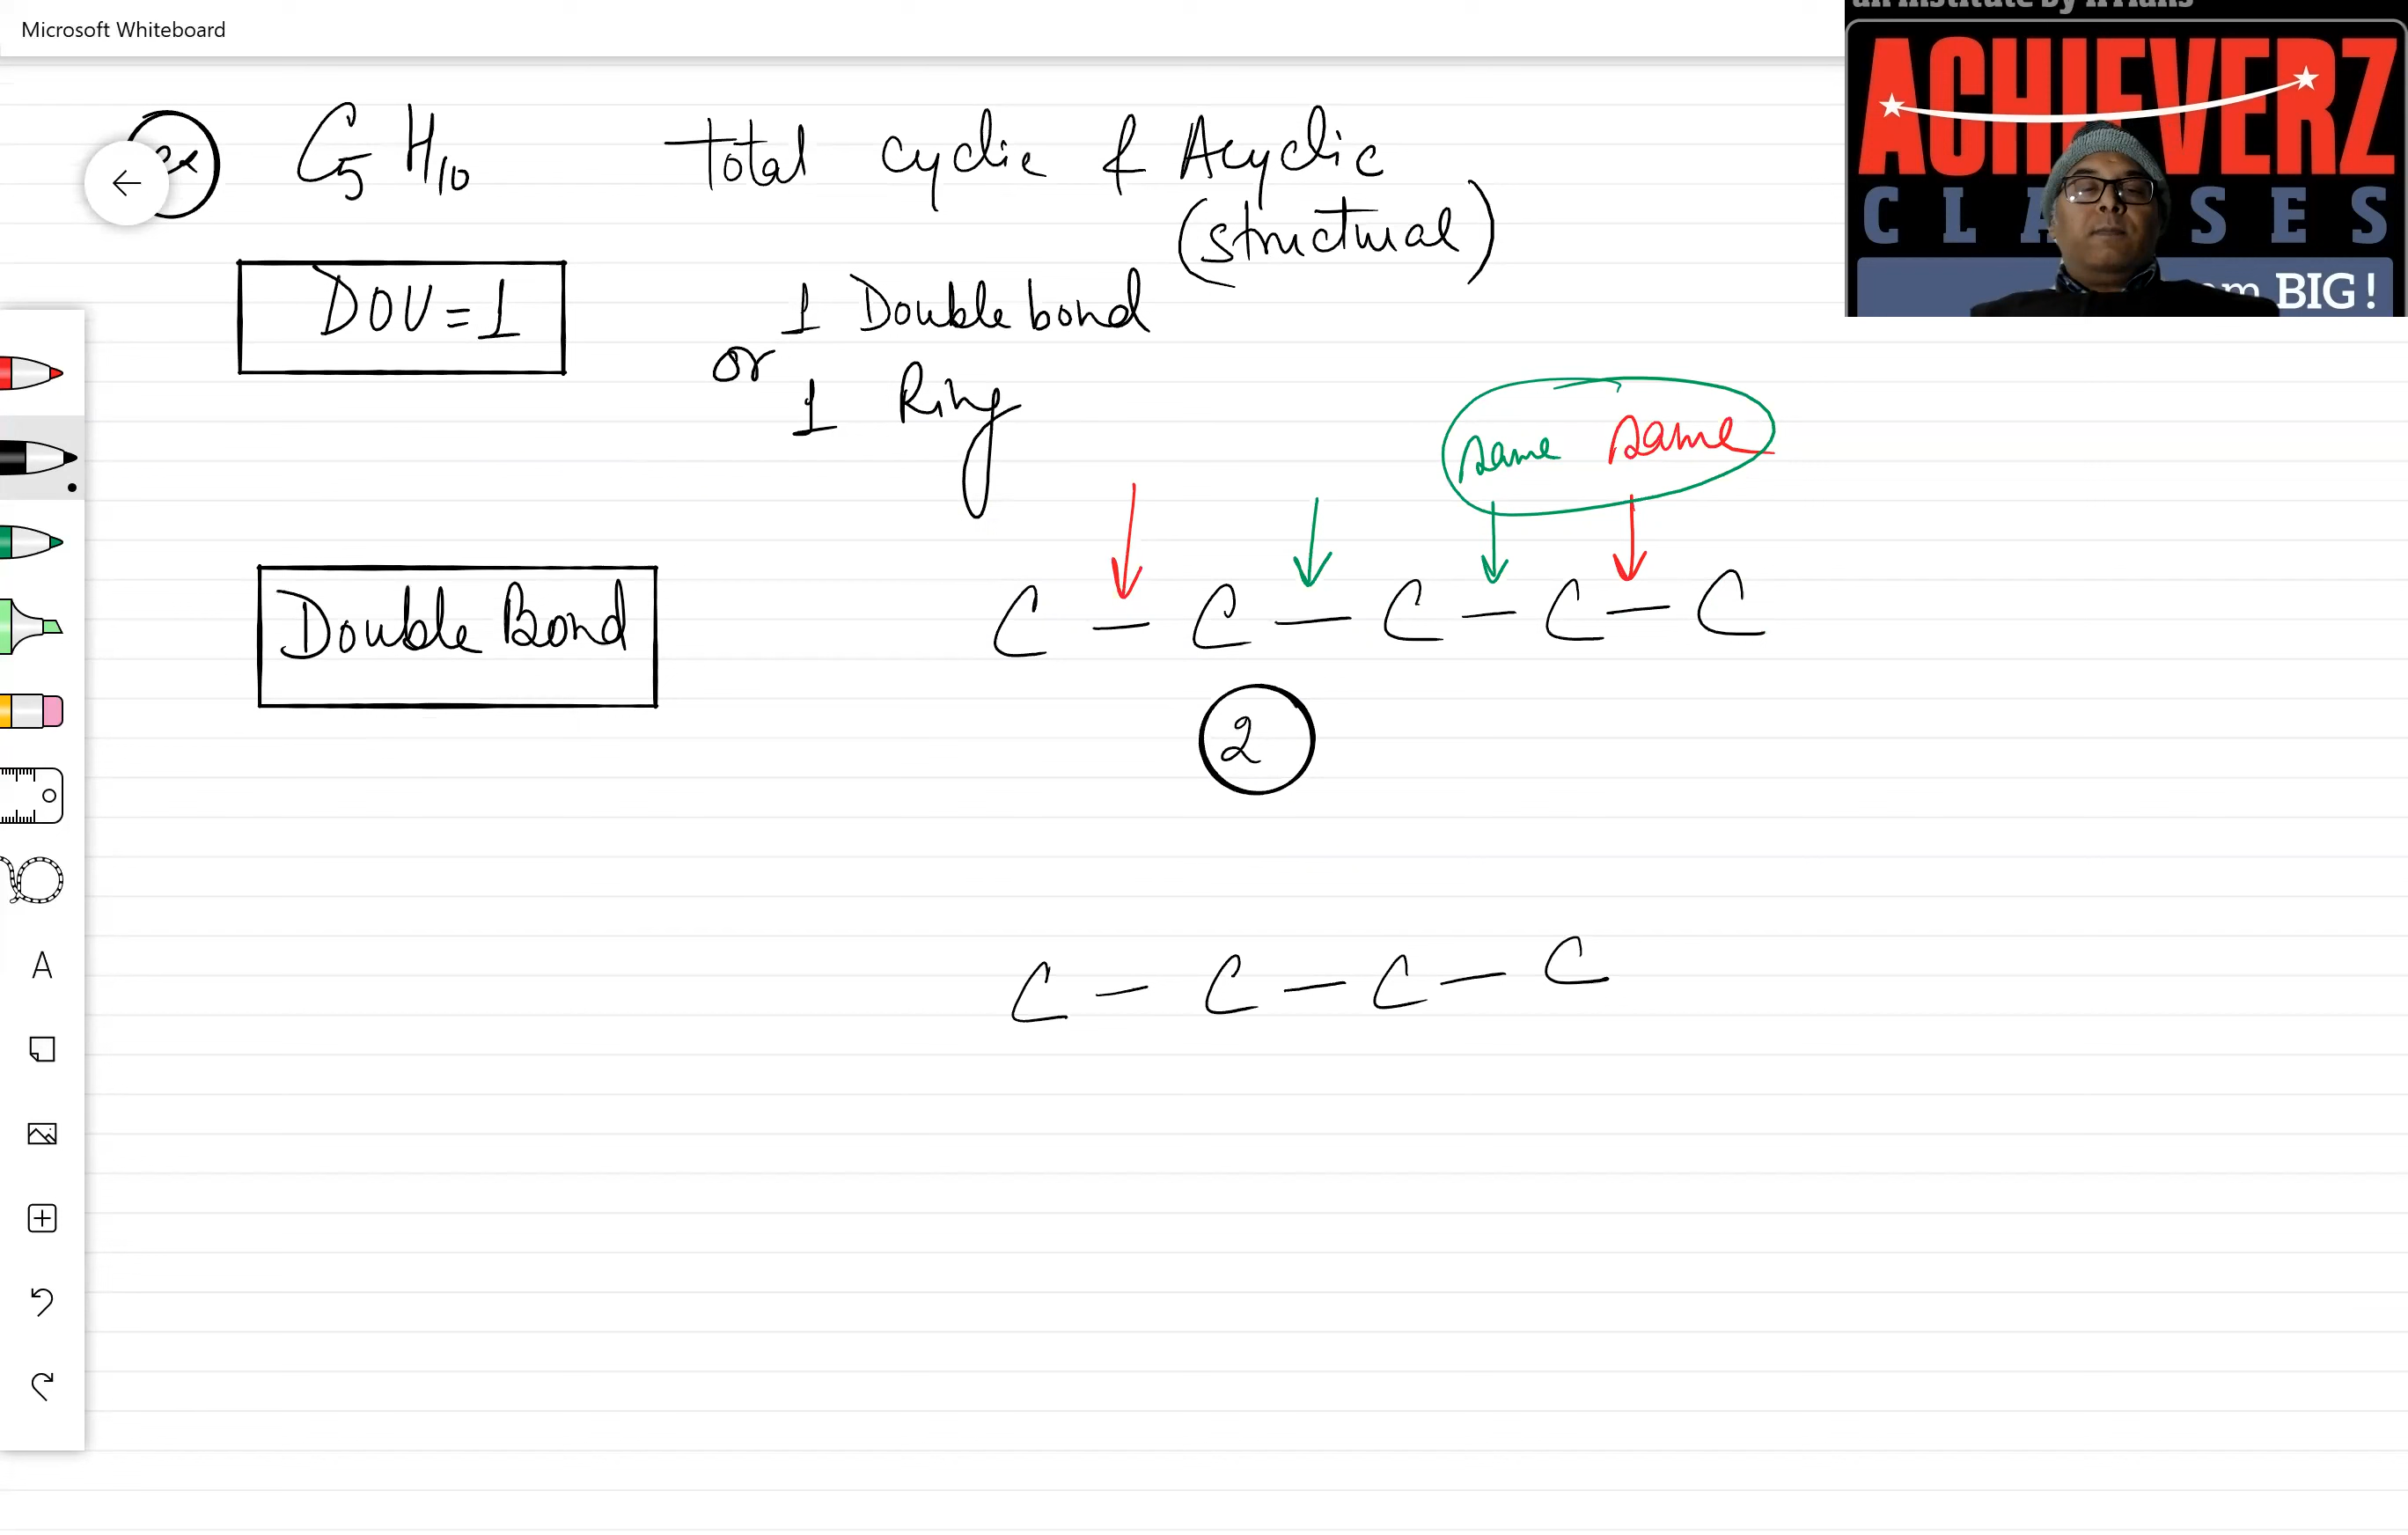 Microsoft Whiteboard
ACHIEVERZ
BIG!
C5 H10 Total cyclic & Acyclic
(structural)
DOU = 1
1 Double bond
or
1 Ring
same same
Double Bond
C - C - C - C - C
2
C - C - C - C
A